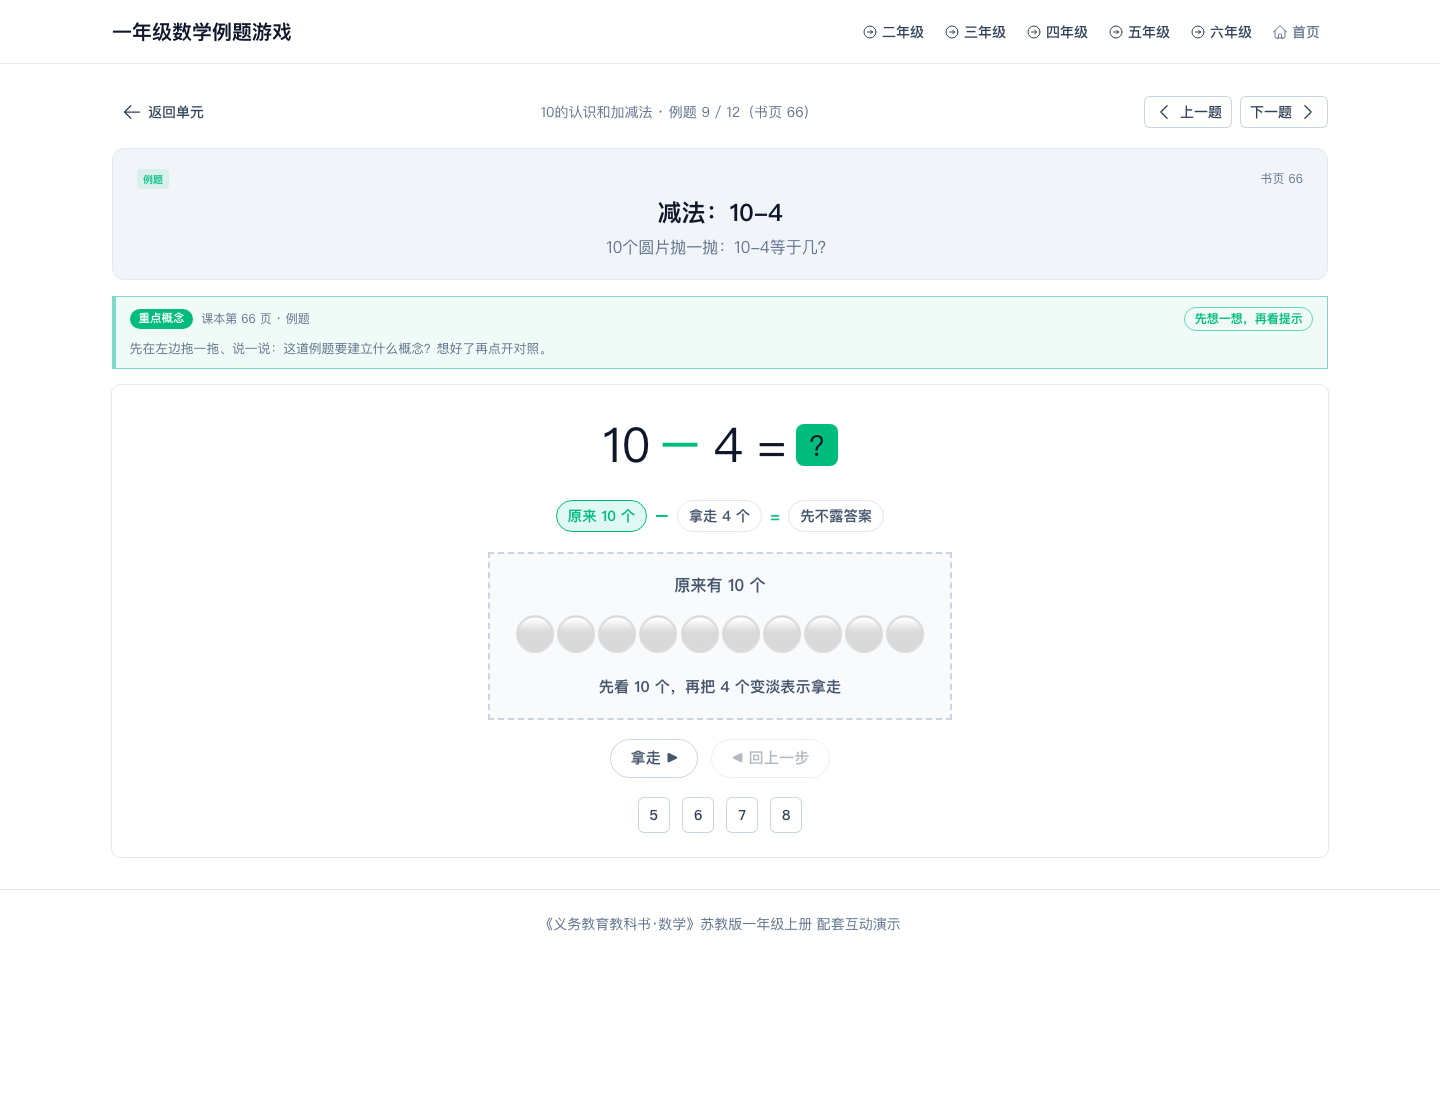 一年级数学例题游戏
二年级 三年级 四年级 五年级 六年级 首页
返回单元
10的认识和加减法 · 例题 9 / 12（书页 66）
上一题 下一题
例题
书页 66
减法：10−4
10个圆片抛一抛：10−4等于几？
重点概念 课本第 66 页 · 例题
先想一想，再看提示
先在左边拖一拖、说一说：这道例题要建立什么概念？想好了再点开对照。
10 − 4 = ?
原来 10 个 − 拿走 4 个 = 先不露答案
原来有 10 个
先看 10 个，再把 4 个变淡表示拿走
拿走 ▶ ◀ 回上一步
5 6 7 8
《义务教育教科书·数学》苏教版一年级上册 配套互动演示